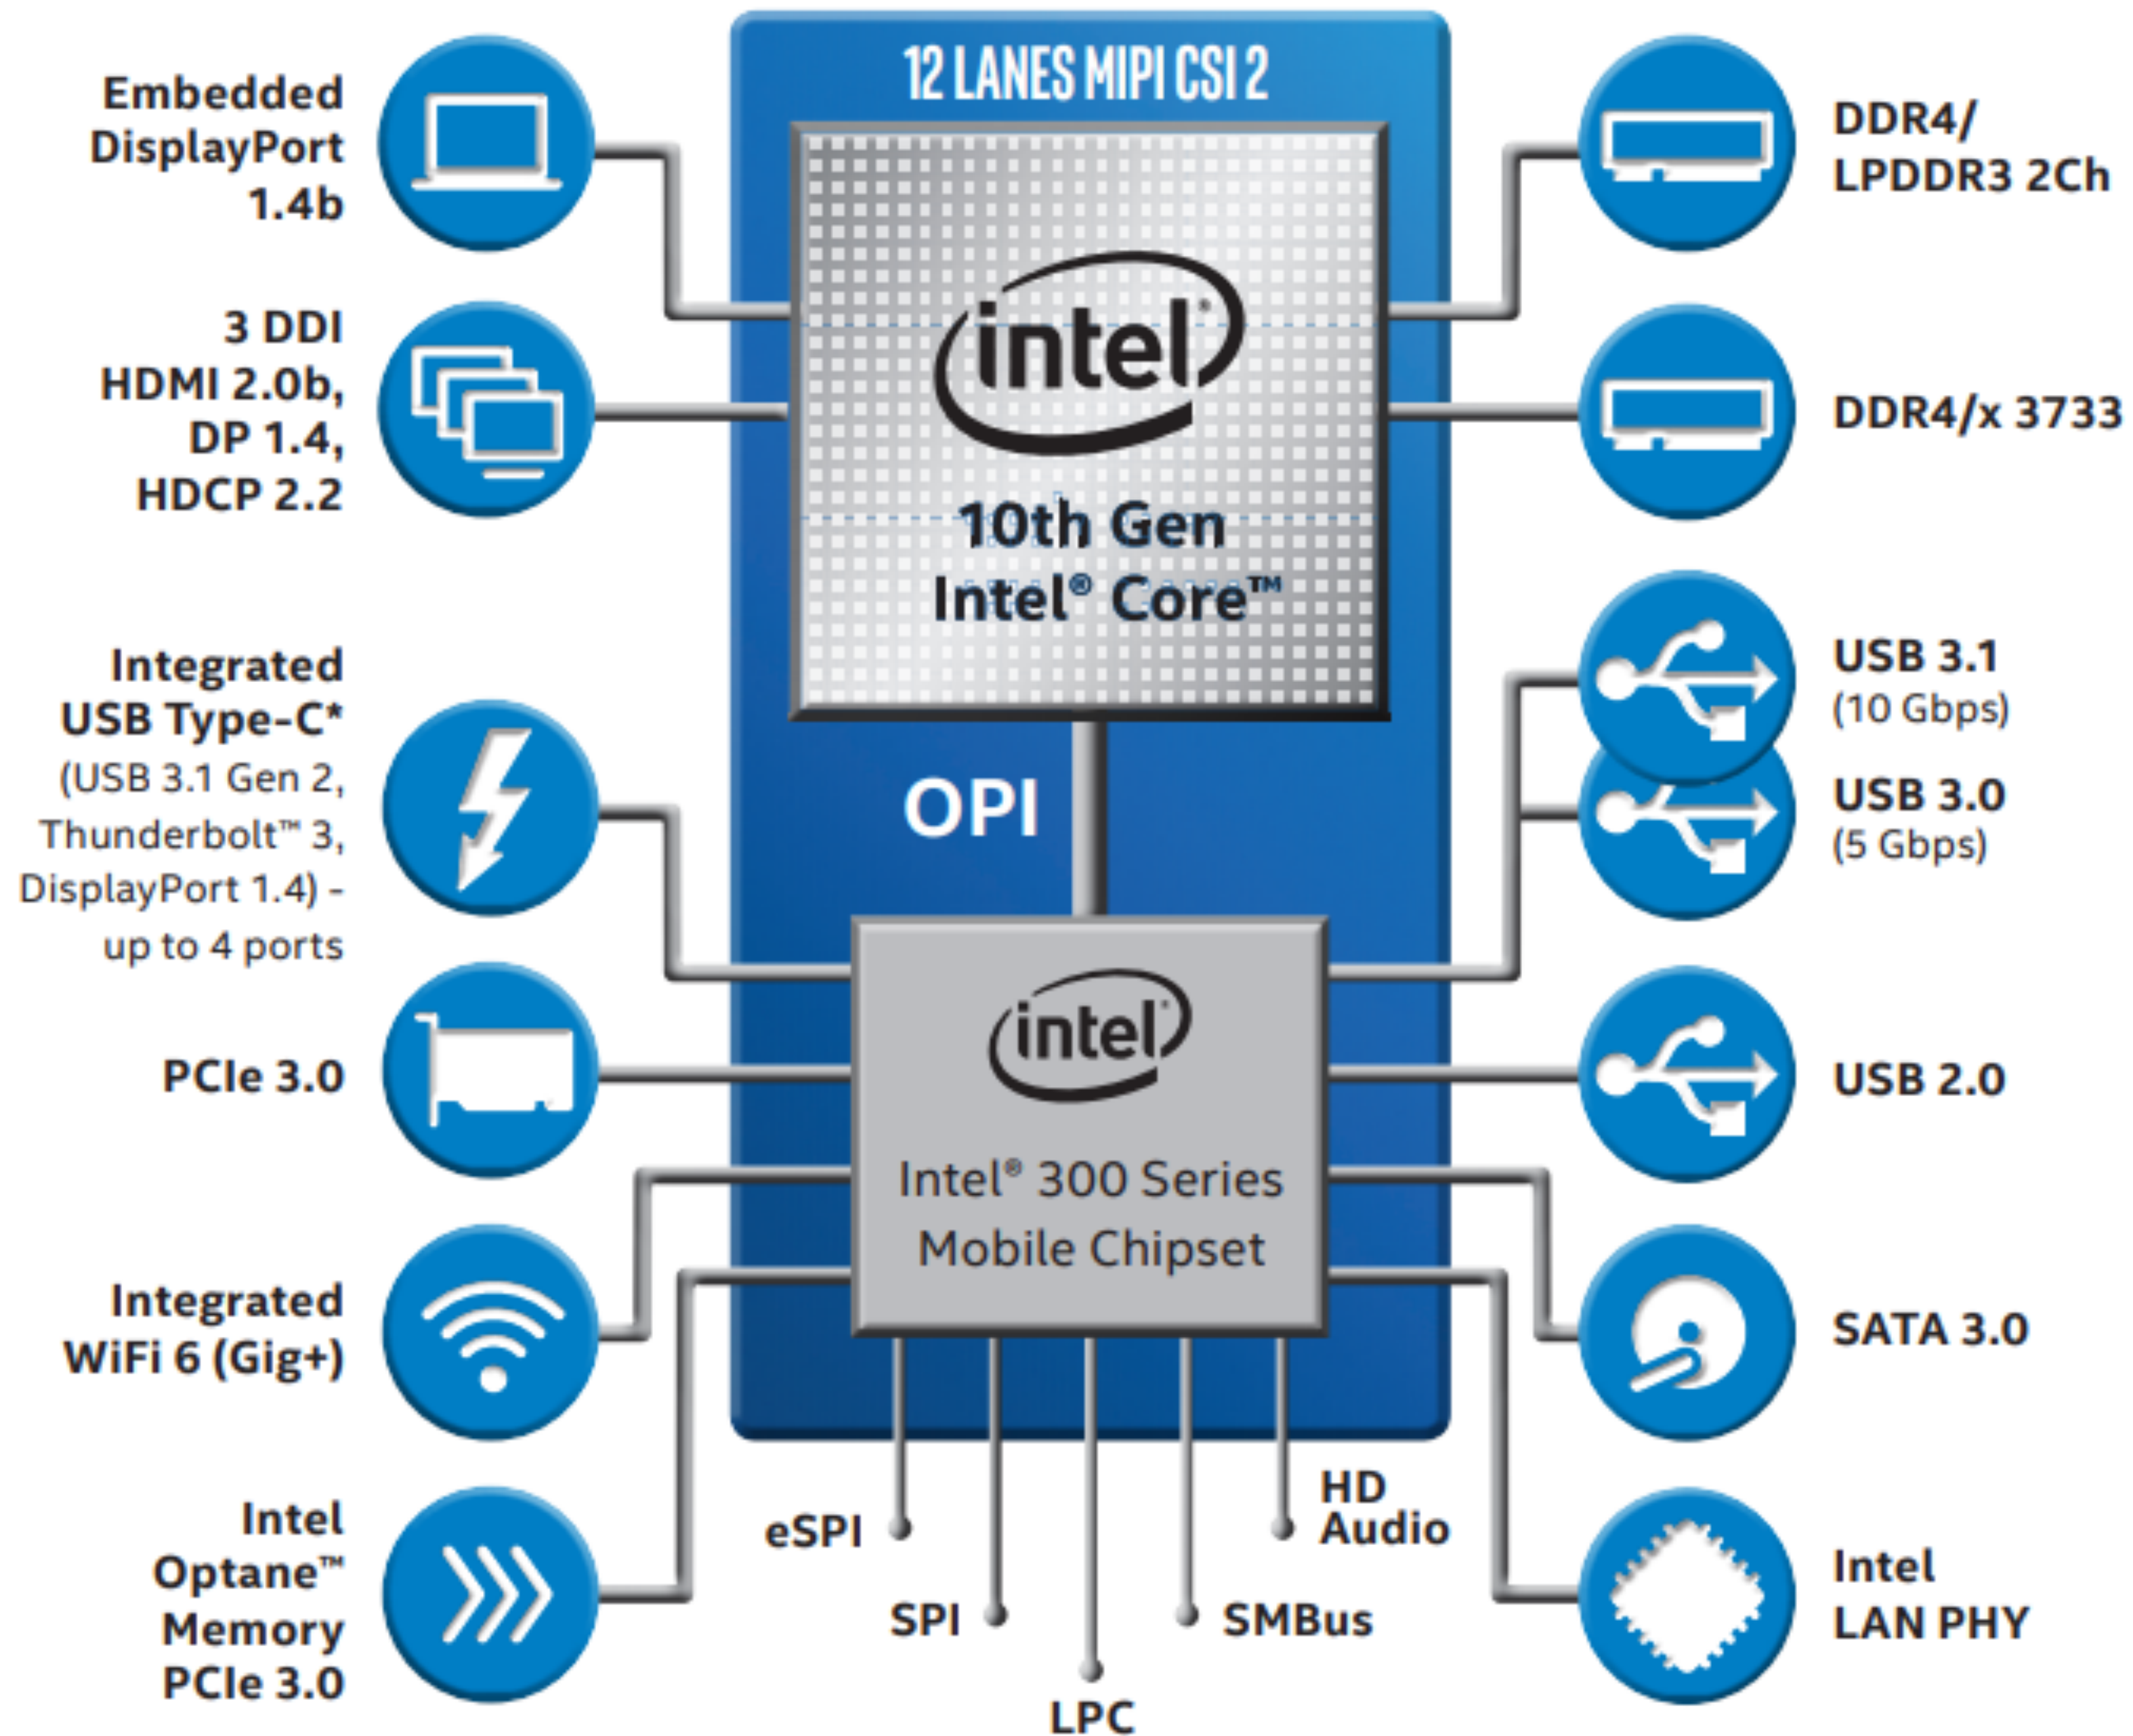 12 LANES MIPI CSI 2
Embedded
DisplayPort
1.4b
3 DDI
HDMI 2.0b,
DP 1.4,
HDCP 2.2
Integrated
USB Type-C*
(USB 3.1 Gen 2,
Thunderbolt™ 3,
DisplayPort 1.4) -
up to 4 ports
PCIe 3.0
Integrated
WiFi 6 (Gig+)
Intel
Optane™
Memory
PCIe 3.0
intel®
10th Gen
Intel® Core™
OPI
intel®
Intel® 300 Series
Mobile Chipset
eSPI
SPI
LPC
SMBus
HD
Audio
DDR4/
LPDDR3 2Ch
DDR4/x 3733
USB 3.1
(10 Gbps)
USB 3.0
(5 Gbps)
USB 2.0
SATA 3.0
Intel
LAN PHY